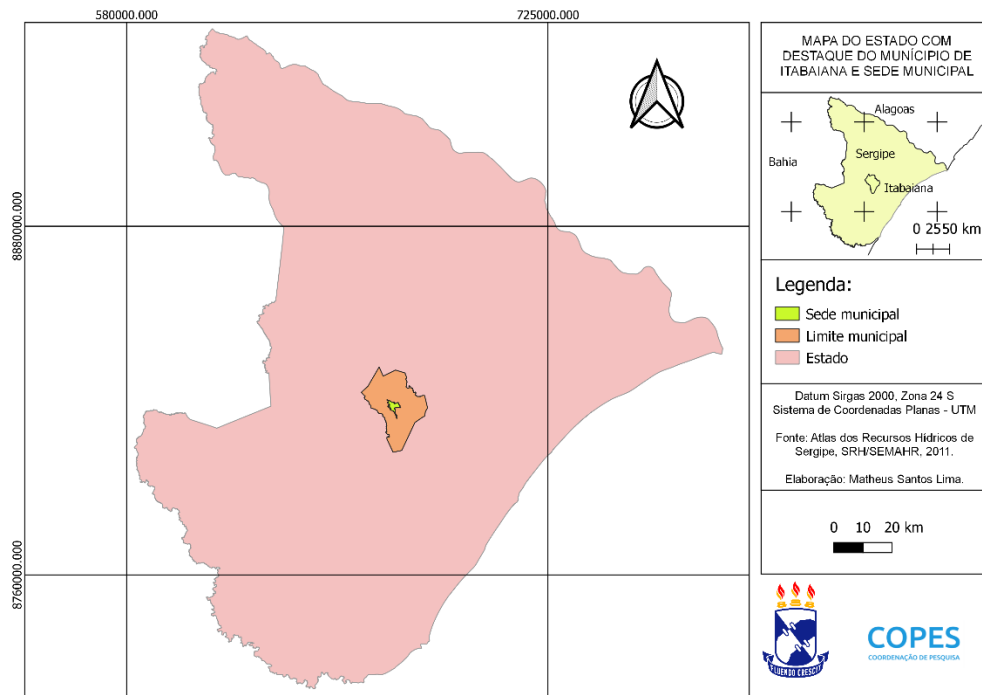 580000.000
725000.000
8880000.000
8760000.000
MAPA DO ESTADO COM
DESTAQUE DO MUNÍCIPIO DE
ITABAIANA E SEDE MUNICIPAL
Alagoas
Bahia
Sergipe
Itabaiana
0 2550 km
Legenda:
Sede municipal
Limite municipal
Estado
Datum Sirgas 2000, Zona 24 S
Sistema de Coordenadas Planas - UTM
Fonte: Atlas dos Recursos Hídricos de
Sergipe, SRH/SEMAHR, 2011.
Elaboração: Matheus Santos Lima.
0 10 20 km
FLUENDO CRESCIT
COPES
COORDENAÇÃO DE PESQUISA